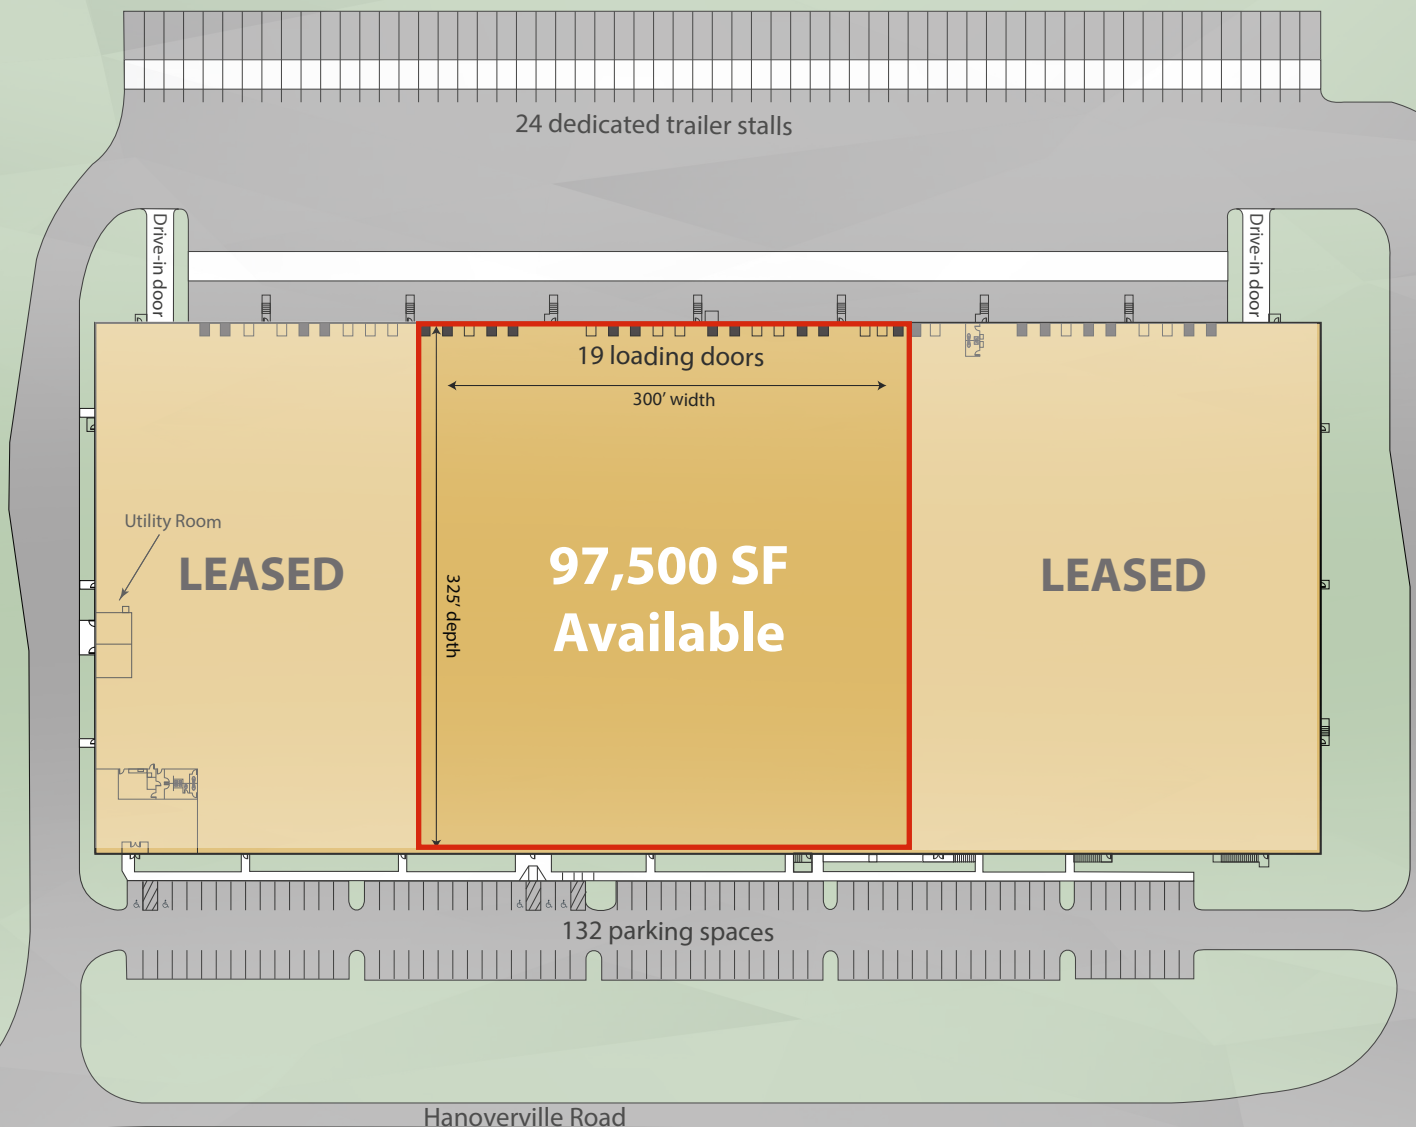 24 dedicated trailer stalls
Drive-in door
Drive-in door
19 loading doors
300' width
Utility Room
LEASED
325' depth
97,500 SF
Available
LEASED
132 parking spaces
Hanoverville Road